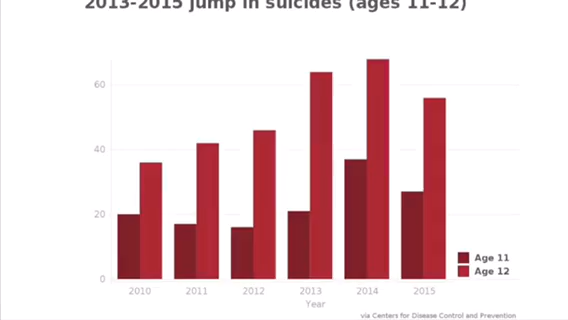 2013-2015 jump in suicides (ages 11-12)
60
40
20
0
2010 2011 2012 2013 2014 2015
Year
Age 11
Age 12
via Centers for Disease Control and Prevention